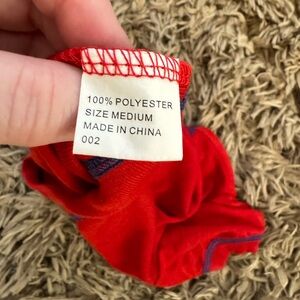 100% POLYESTER
SIZE MEDIUM
MADE IN CHINA
002